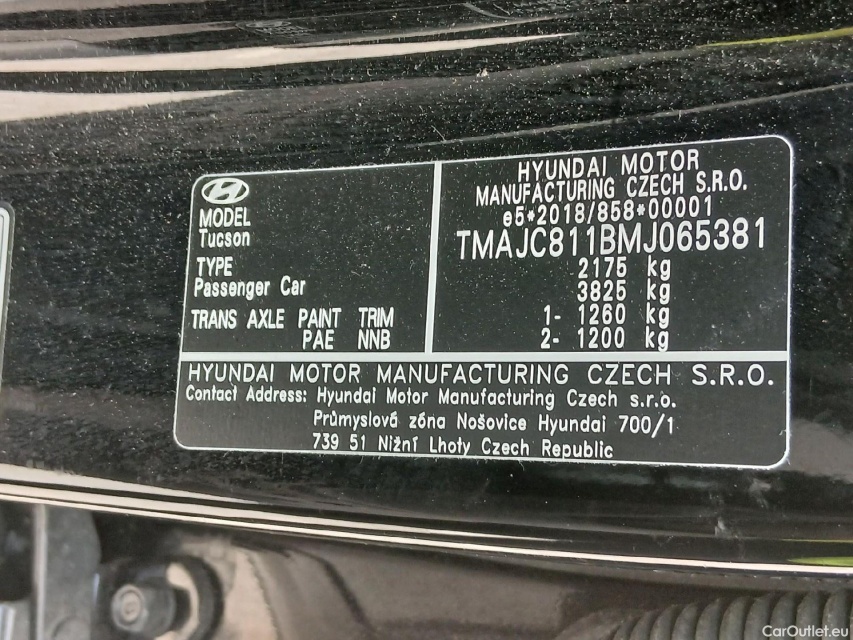 MODEL
Tucson
TYPE
Passenger Car
TRANS AXLE PAINT TRIM
PAE NNB
HYUNDAI MOTOR
MANUFACTURING CZECH S.R.O.
e5*2018/858*00001
TMAJC811BMJ065381
2175 kg
3825 kg
1- 1260 kg
2- 1200 kg
HYUNDAI MOTOR MANUFACTURING CZECH S.R.O.
Contact Address: Hyundai Motor Manufacturing Czech s.r.o.
Průmyslová zóna Nošovice Hyundai 700/1
739 51 Nižní Lhoty Czech Republic
CarOutlet.eu